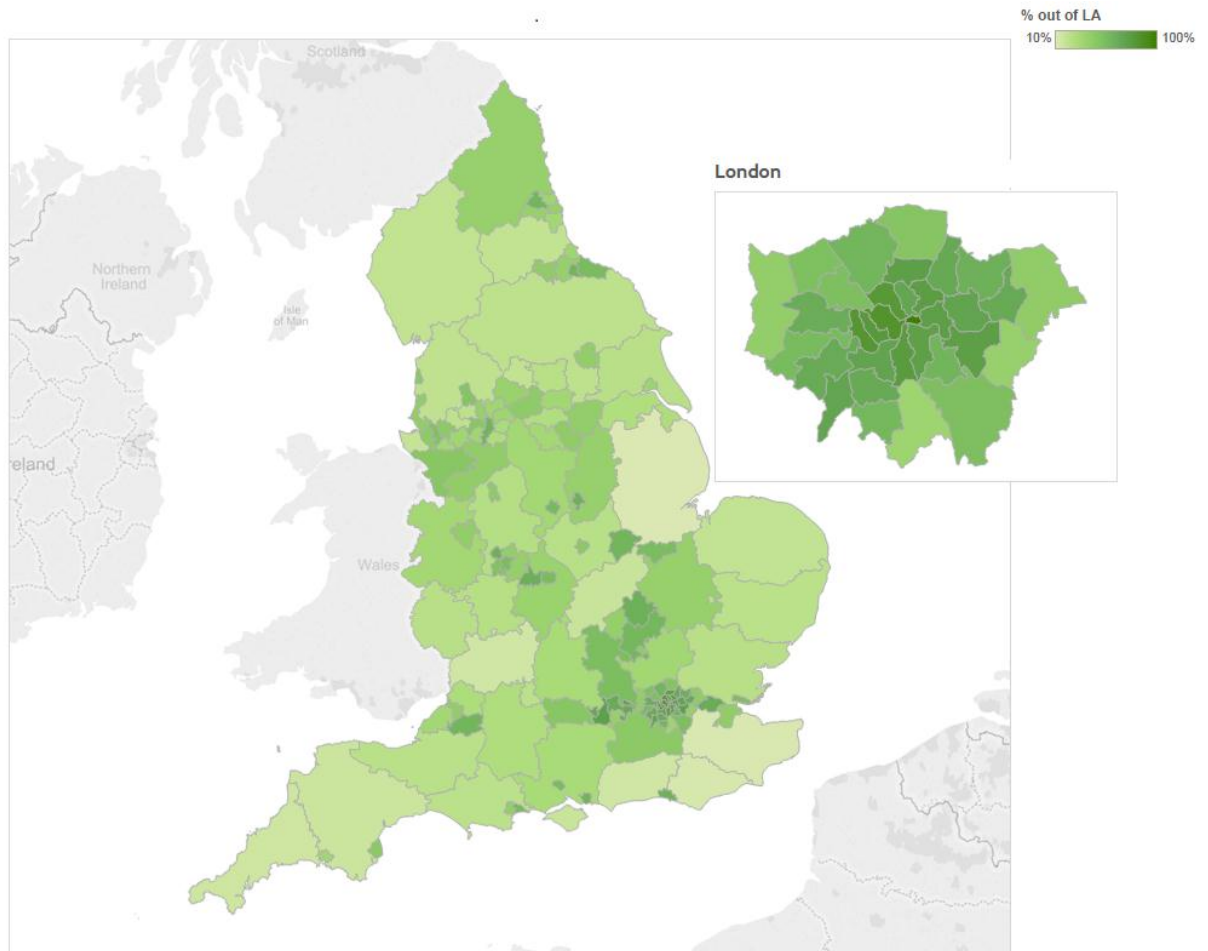 .
% out of LA
10% 100%
Scotland
London
Northern
Ireland
Isle
of Man
reland
Wales